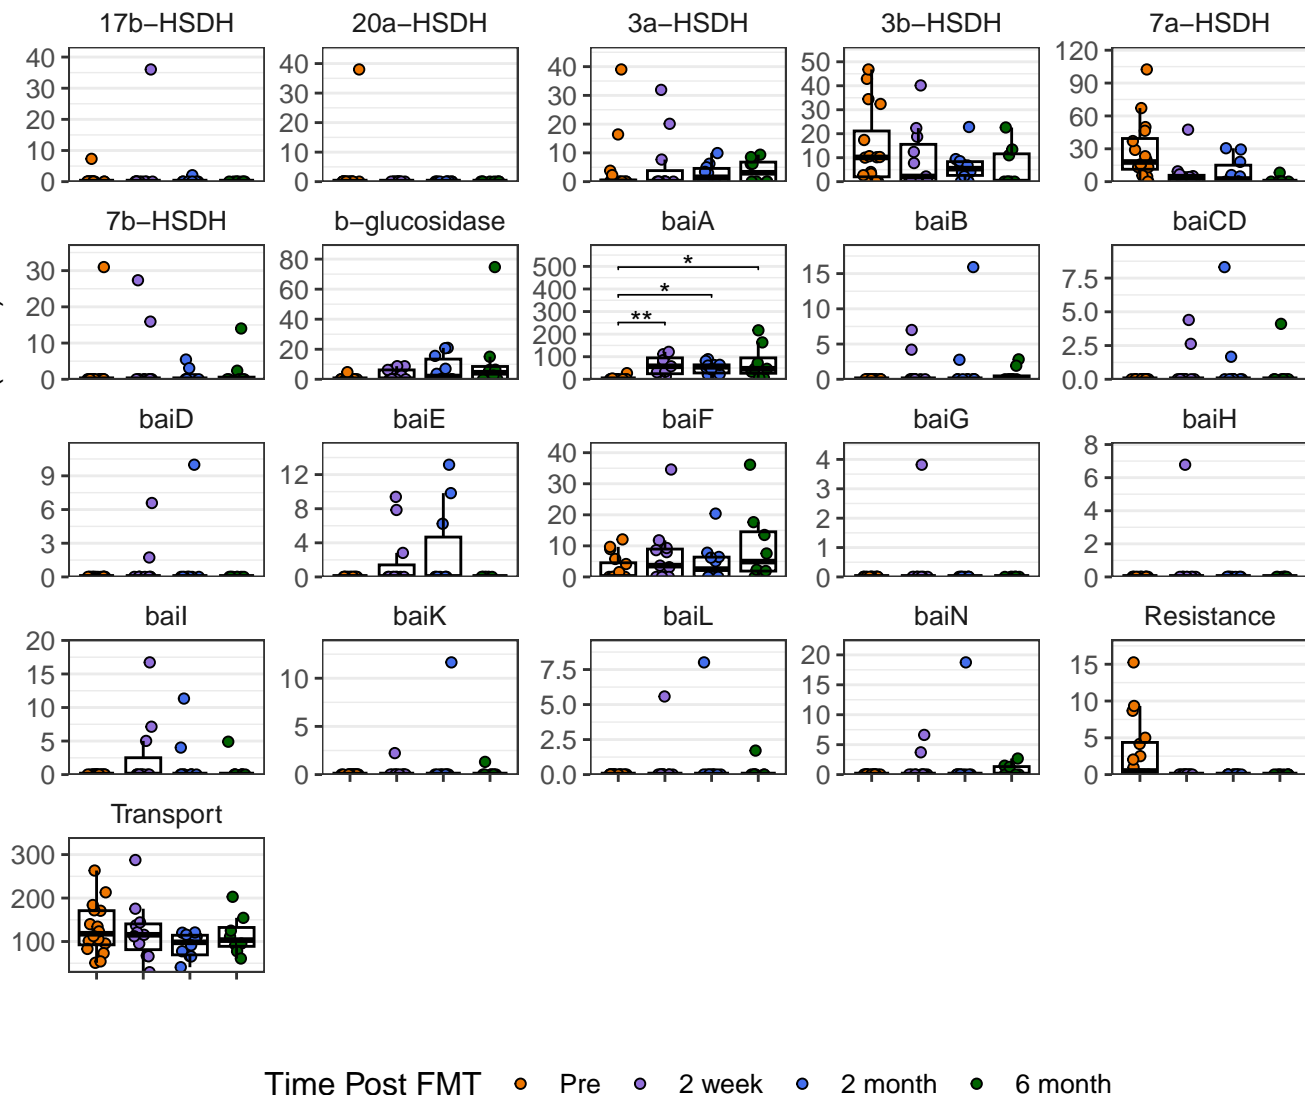 17b−HSDH 20a−HSDH 3a−HSDH 3b−HSDH 7a−HSDH
40 30 20 10 0
40 30 20 10 0
40 30 20 10 0
50 40 30 20 10 0
120 90 60 30 0
7b−HSDH b−glucosidase baiA baiB baiCD
30 20 10 0
80 60 40 20 0
500 400 300 200 100 0
* * **
15 10 5 0
7.5 5.0 2.5 0.0
baiD baiE baiF baiG baiH
9 6 3 0
12 8 4 0
40 30 20 10 0
4 3 2 1 0
8 6 4 2 0
baiI baiK baiL baiN Resistance
20 15 10 5 0
10 5 0
7.5 5.0 2.5 0.0
20 15 10 5 0
15 10 5 0
Transport
300 200 100
Time Post FMT Pre 2 week 2 month 6 month